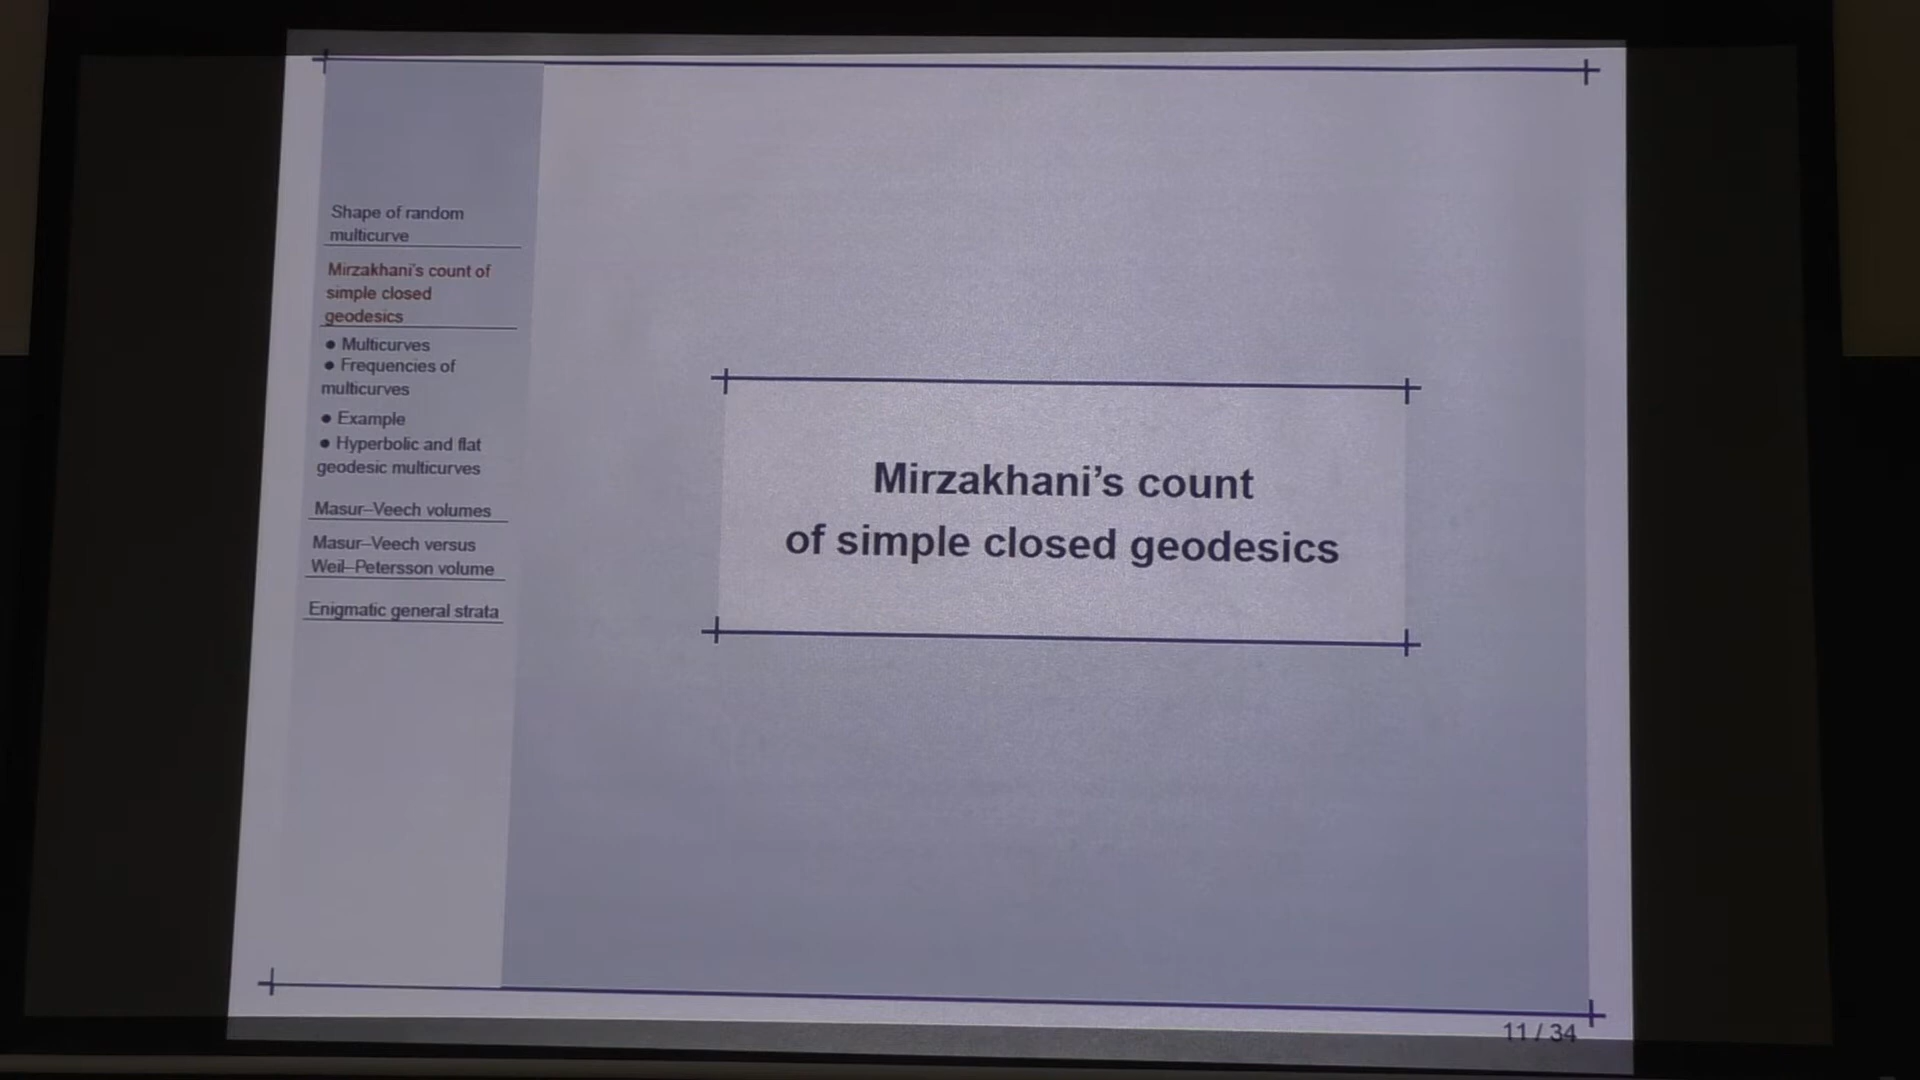 Shape of random
multicurve
Mirzakhani's count of
simple closed
geodesics
● Multicurves
● Frequencies of
multicurves
● Example
● Hyperbolic and flat
geodesic multicurves
Masur–Veech volumes
Masur–Veech versus
Weil–Petersson volume
Enigmatic general strata
Mirzakhani’s count
of simple closed geodesics
11 / 34